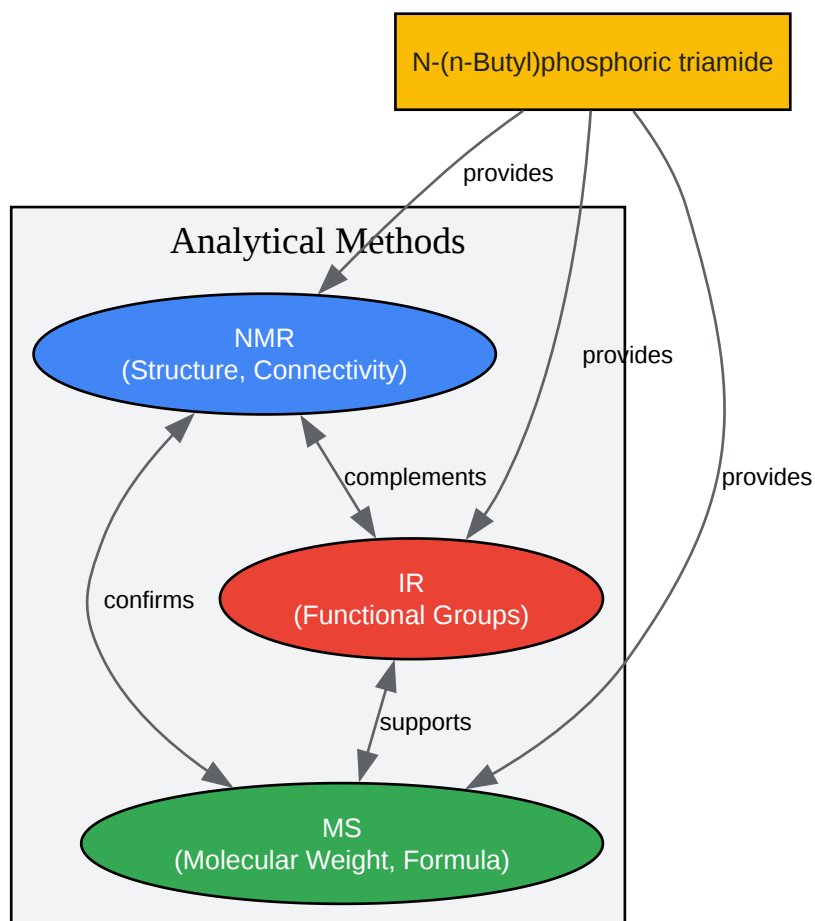 N-(n-Butyl)phosphoric triamide
provides
Analytical Methods
NMR
(Structure, Connectivity)
provides
complements
provides
IR
(Functional Groups)
confirms
supports
MS
(Molecular Weight, Formula)